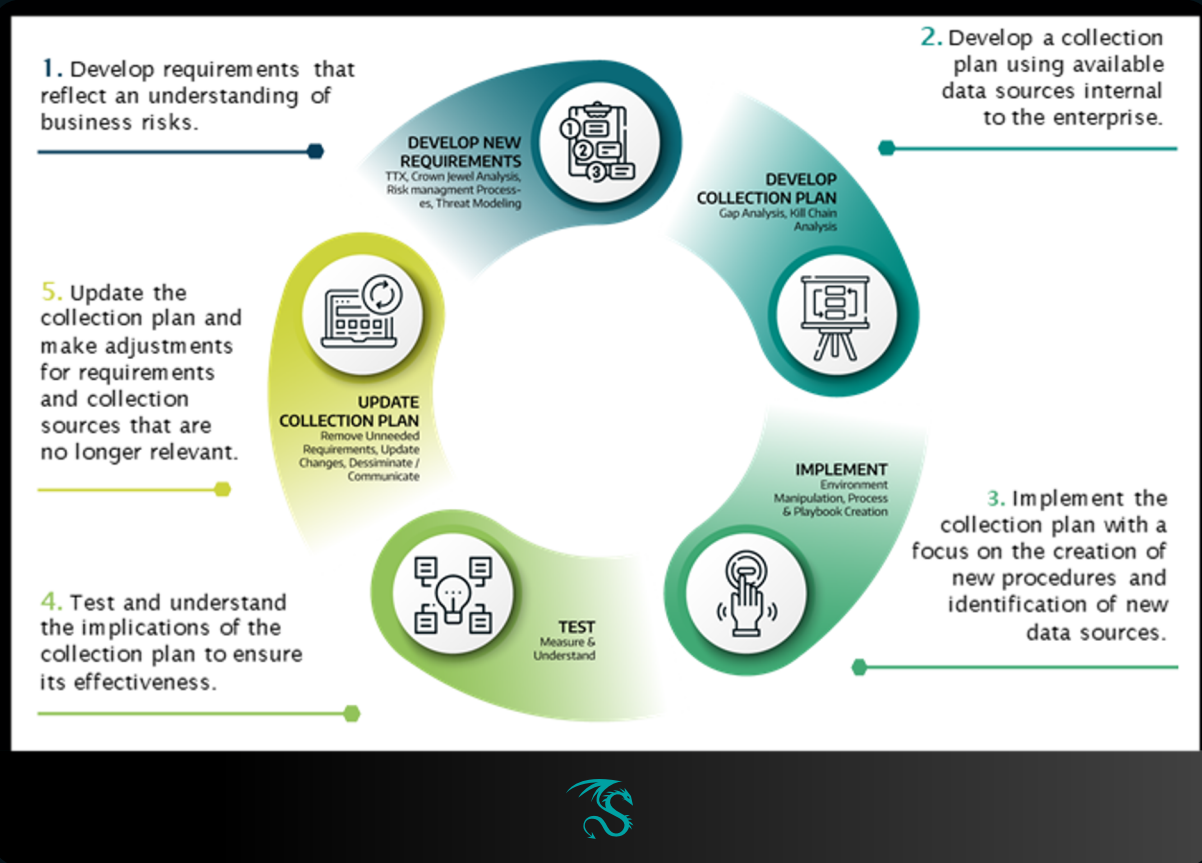 1. Develop requirements that
reflect an understanding of
business risks.
2. Develop a collection
plan using available
data sources internal
to the enterprise.
DEVELOP NEW
REQUIREMENTS
TTX, Crown Jewel Analysis,
Risk managment Process-
es, Threat Modeling
1
2
3
DEVELOP
COLLECTION PLAN
Gap Analysis, Kill Chain
Analysis
5. Update the
collection plan and
make adjustments
for requirements
and collection
sources that are
no longer relevant.
UPDATE
COLLECTION PLAN
Remove Unneeded
Requirements, Update
Changes, Dessiminate /
Communicate
IMPLEMENT
Environment
Manipulation, Process
& Playbook Creation
3. Implement the
collection plan with a
focus on the creation of
new procedures and
identification of new
data sources.
4. Test and understand
the implications of the
collection plan to ensure
its effectiveness.
TEST
Measure &
Understand